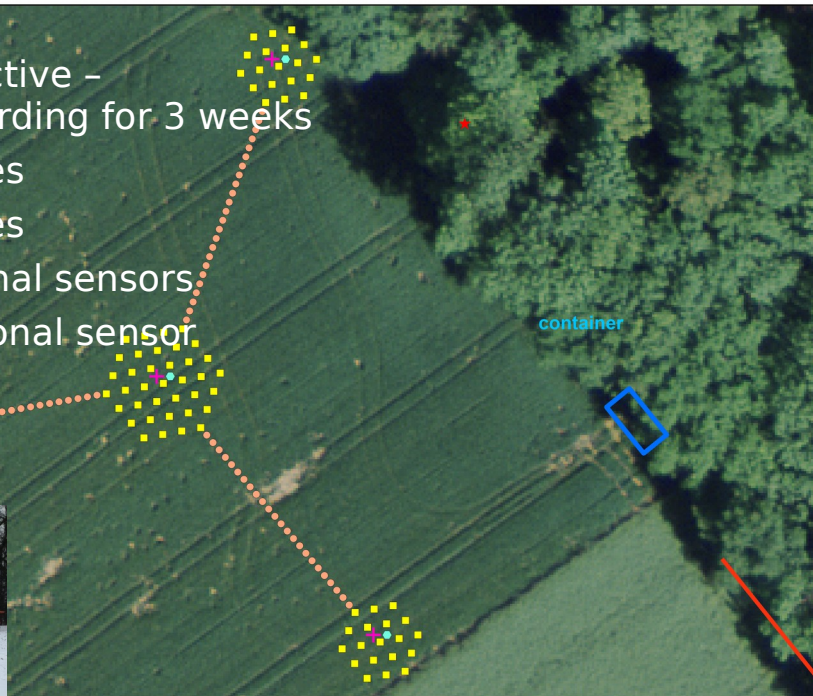 ctive –
rding for 3 weeks
es
es
nal sensors
onal sensor
container